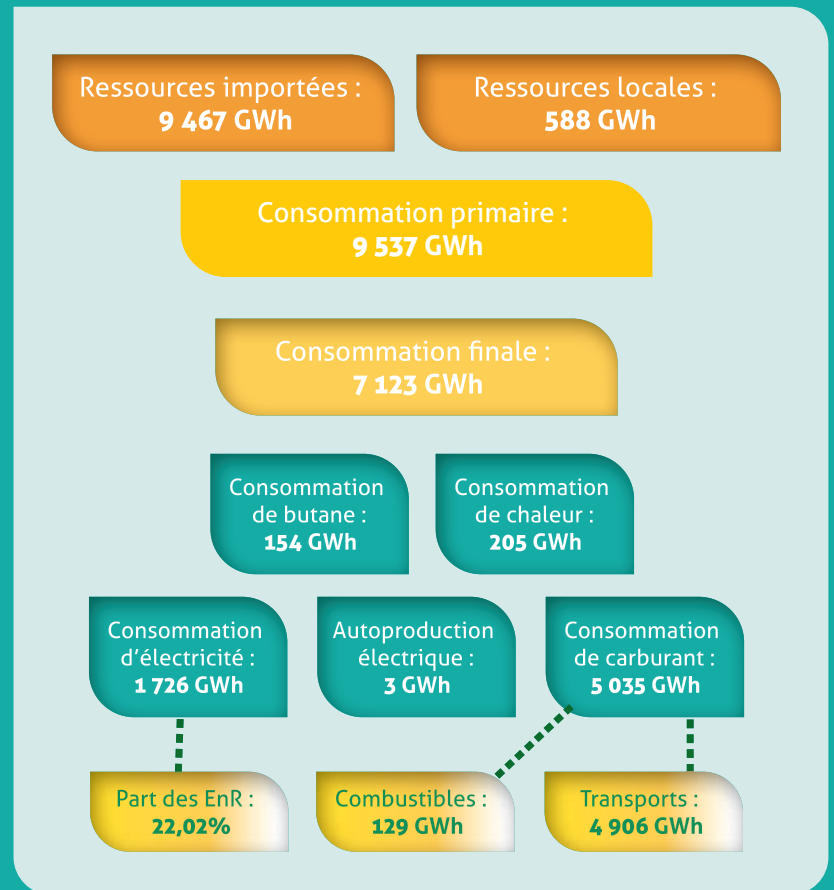 Ressources importées :
9 467 GWh
Ressources locales :
588 GWh
Consommation primaire :
9 537 GWh
Consommation finale :
7 123 GWh
Consommation
de butane :
154 GWh
Consommation
de chaleur :
205 GWh
Consommation
d’électricité :
1 726 GWh
Autoproduction
électrique :
3 GWh
Consommation
de carburant :
5 035 GWh
Part des EnR :
22,02%
Combustibles :
129 GWh
Transports :
4 906 GWh